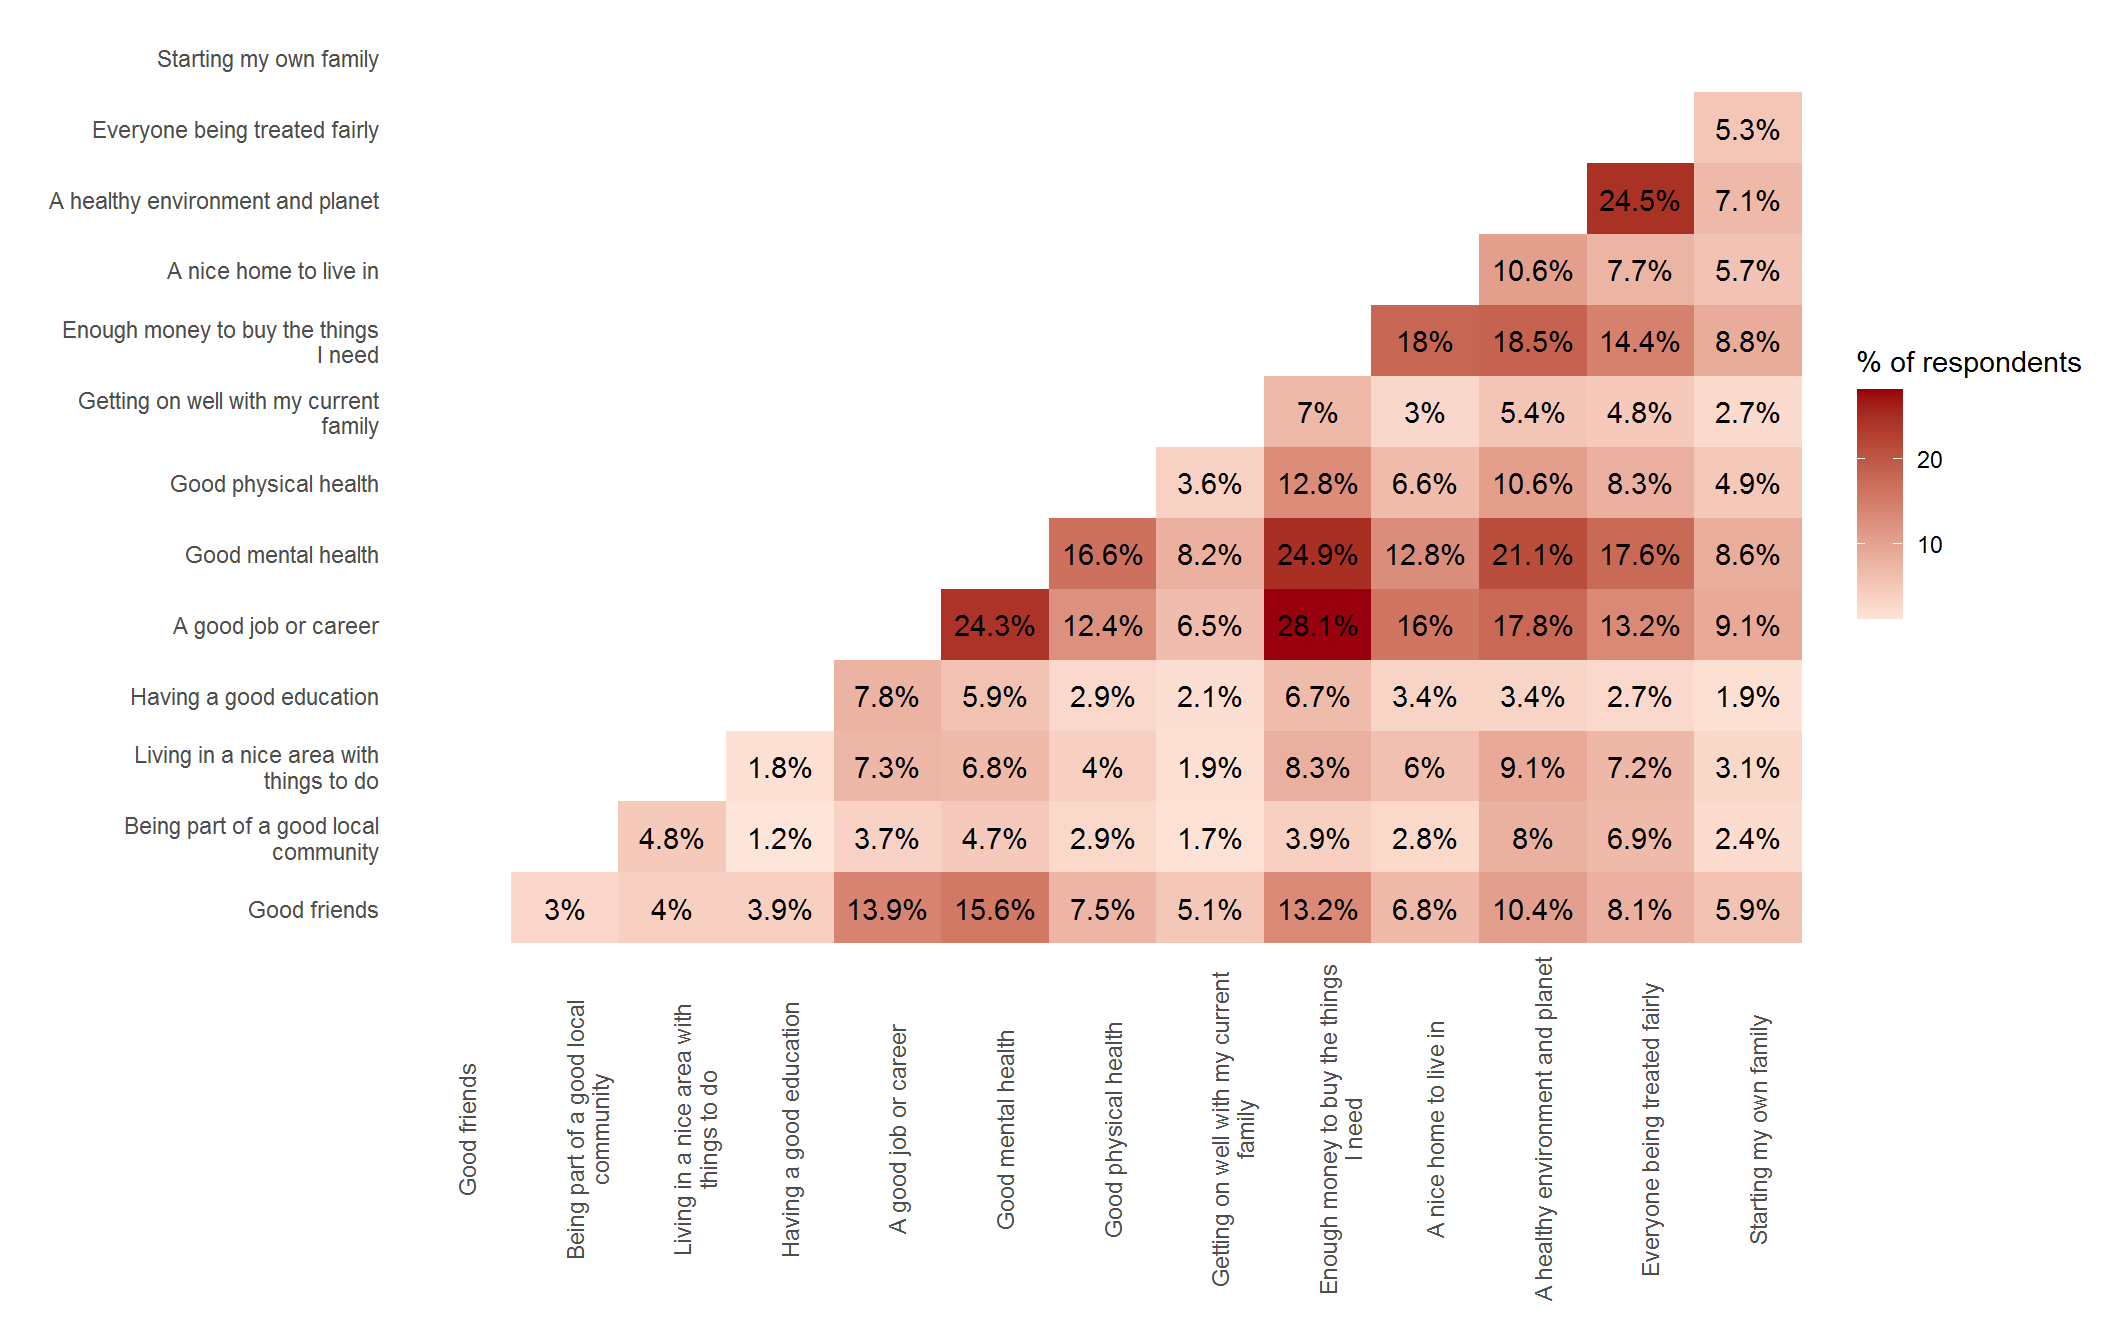 Starting my own family
Everyone being treated fairly
5.3%
A healthy environment and planet
24.5% 7.1%
A nice home to live in
10.6% 7.7% 5.7%
Enough money to buy the things
I need
18% 18.5% 14.4% 8.8%
% of respondents
20
10
Getting on well with my current
family
7% 3% 5.4% 4.8% 2.7%
Good physical health
3.6% 12.8% 6.6% 10.6% 8.3% 4.9%
Good mental health
16.6% 8.2% 24.9% 12.8% 21.1% 17.6% 8.6%
A good job or career
24.3% 12.4% 6.5% 28.1% 16% 17.8% 13.2% 9.1%
Having a good education
7.8% 5.9% 2.9% 2.1% 6.7% 3.4% 3.4% 2.7% 1.9%
Living in a nice area with
things to do
1.8% 7.3% 6.8% 4% 1.9% 8.3% 6% 9.1% 7.2% 3.1%
Being part of a good local
community
4.8% 1.2% 3.7% 4.7% 2.9% 1.7% 3.9% 2.8% 8% 6.9% 2.4%
Good friends
3% 4% 3.9% 13.9% 15.6% 7.5% 5.1% 13.2% 6.8% 10.4% 8.1% 5.9%
Good friends
Being part of a good local
community
Living in a nice area with
things to do
Having a good education
A good job or career
Good mental health
Good physical health
Getting on well with my current
family
Enough money to buy the things
I need
A nice home to live in
A healthy environment and planet
Everyone being treated fairly
Starting my own family